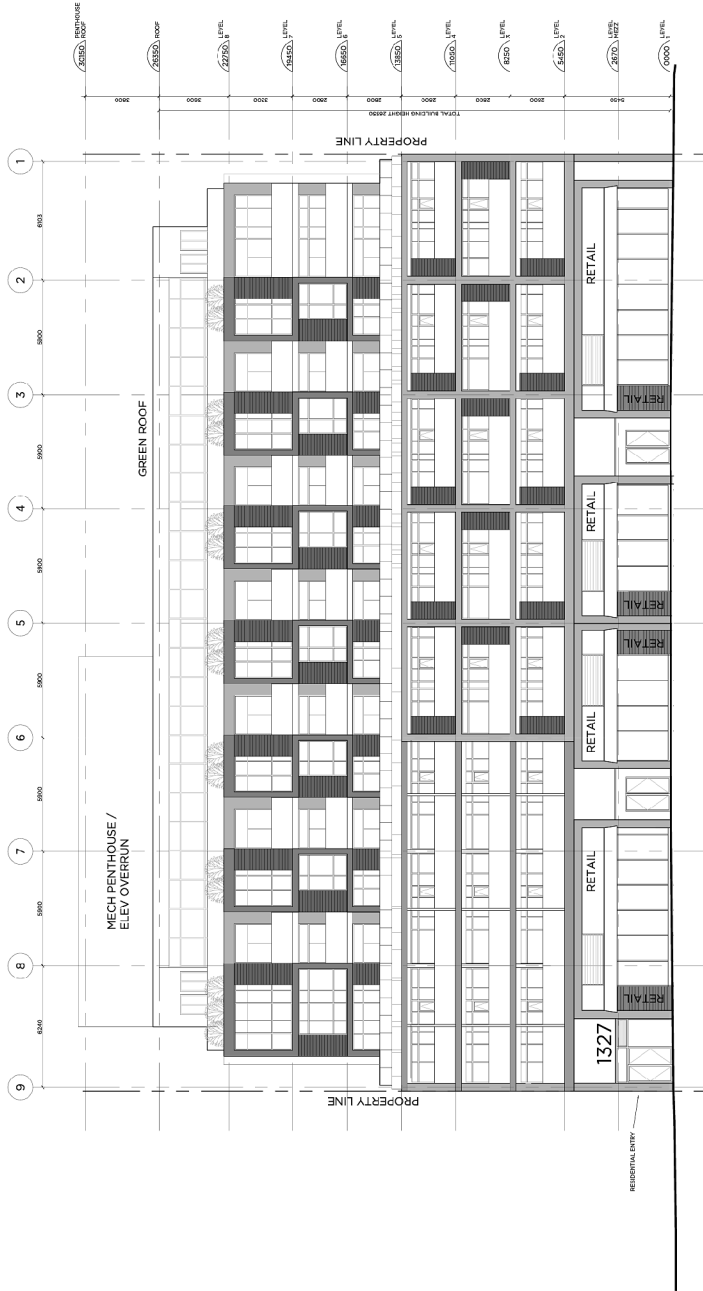 9
8
7
6
5
4
3
2
1
6240
5900
5900
5900
5900
5900
5900
6103
MECH PENTHOUSE /
ELEV OVERRUN
GREEN ROOF
PROPERTY LINE
PROPERTY LINE
PENTHOUSE
30150 ROOF
26350 ROOF
LEVEL
22750 8
LEVEL
19450 7
LEVEL
16650 6
LEVEL
13850 5
LEVEL
11050 4
LEVEL
8250 3
LEVEL
5450 2
LEVEL
2670 MEZZ
LEVEL
0000 1
3800
3600
2800
2800
2800
2800
2800
5450
TOTAL BUILDING HEIGHT 26350
1327
RETAIL
RETAIL
RETAIL
RETAIL
RETAIL
RETAIL
RETAIL
RETAIL
RESIDENTIAL ENTRY